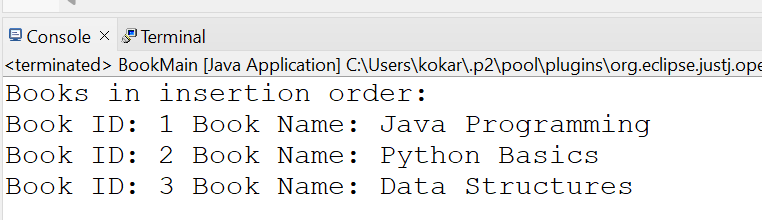 Console
Terminal
<terminated> BookMain [Java Application] C:\Users\kokar\.p2\pool\plugins\org.eclipse.justj.ope
Books in insertion order:
Book ID: 1 Book Name: Java Programming
Book ID: 2 Book Name: Python Basics
Book ID: 3 Book Name: Data Structures